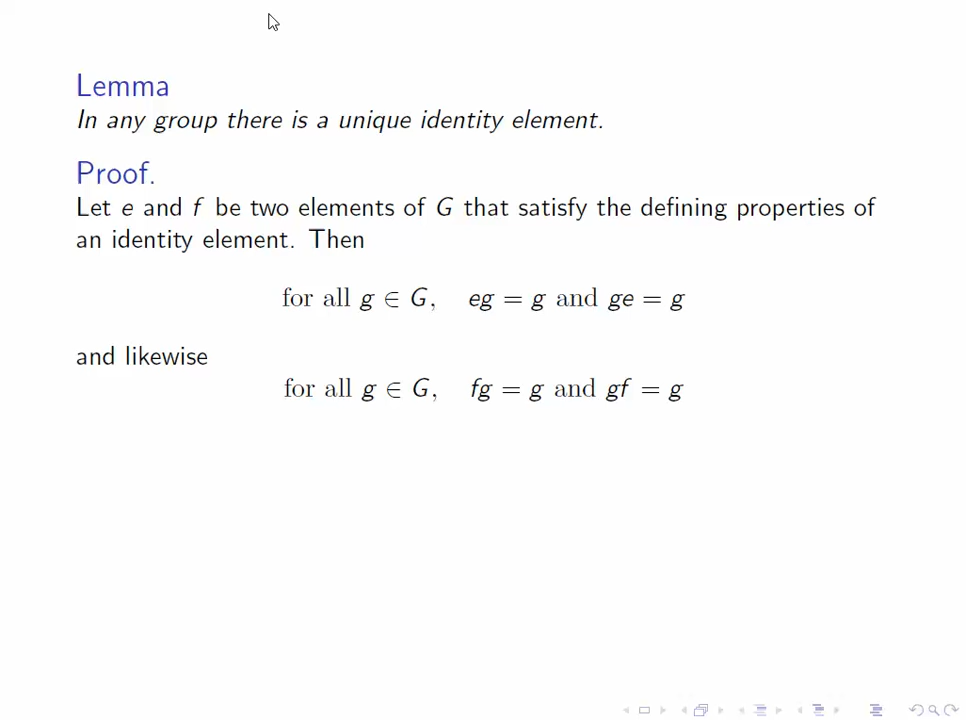 Lemma
In any group there is a unique identity element.
Proof.
Let e and f be two elements of G that satisfy the defining properties of
an identity element. Then
for all g ∈ G, eg = g and ge = g
and likewise
for all g ∈ G, fg = g and gf = g